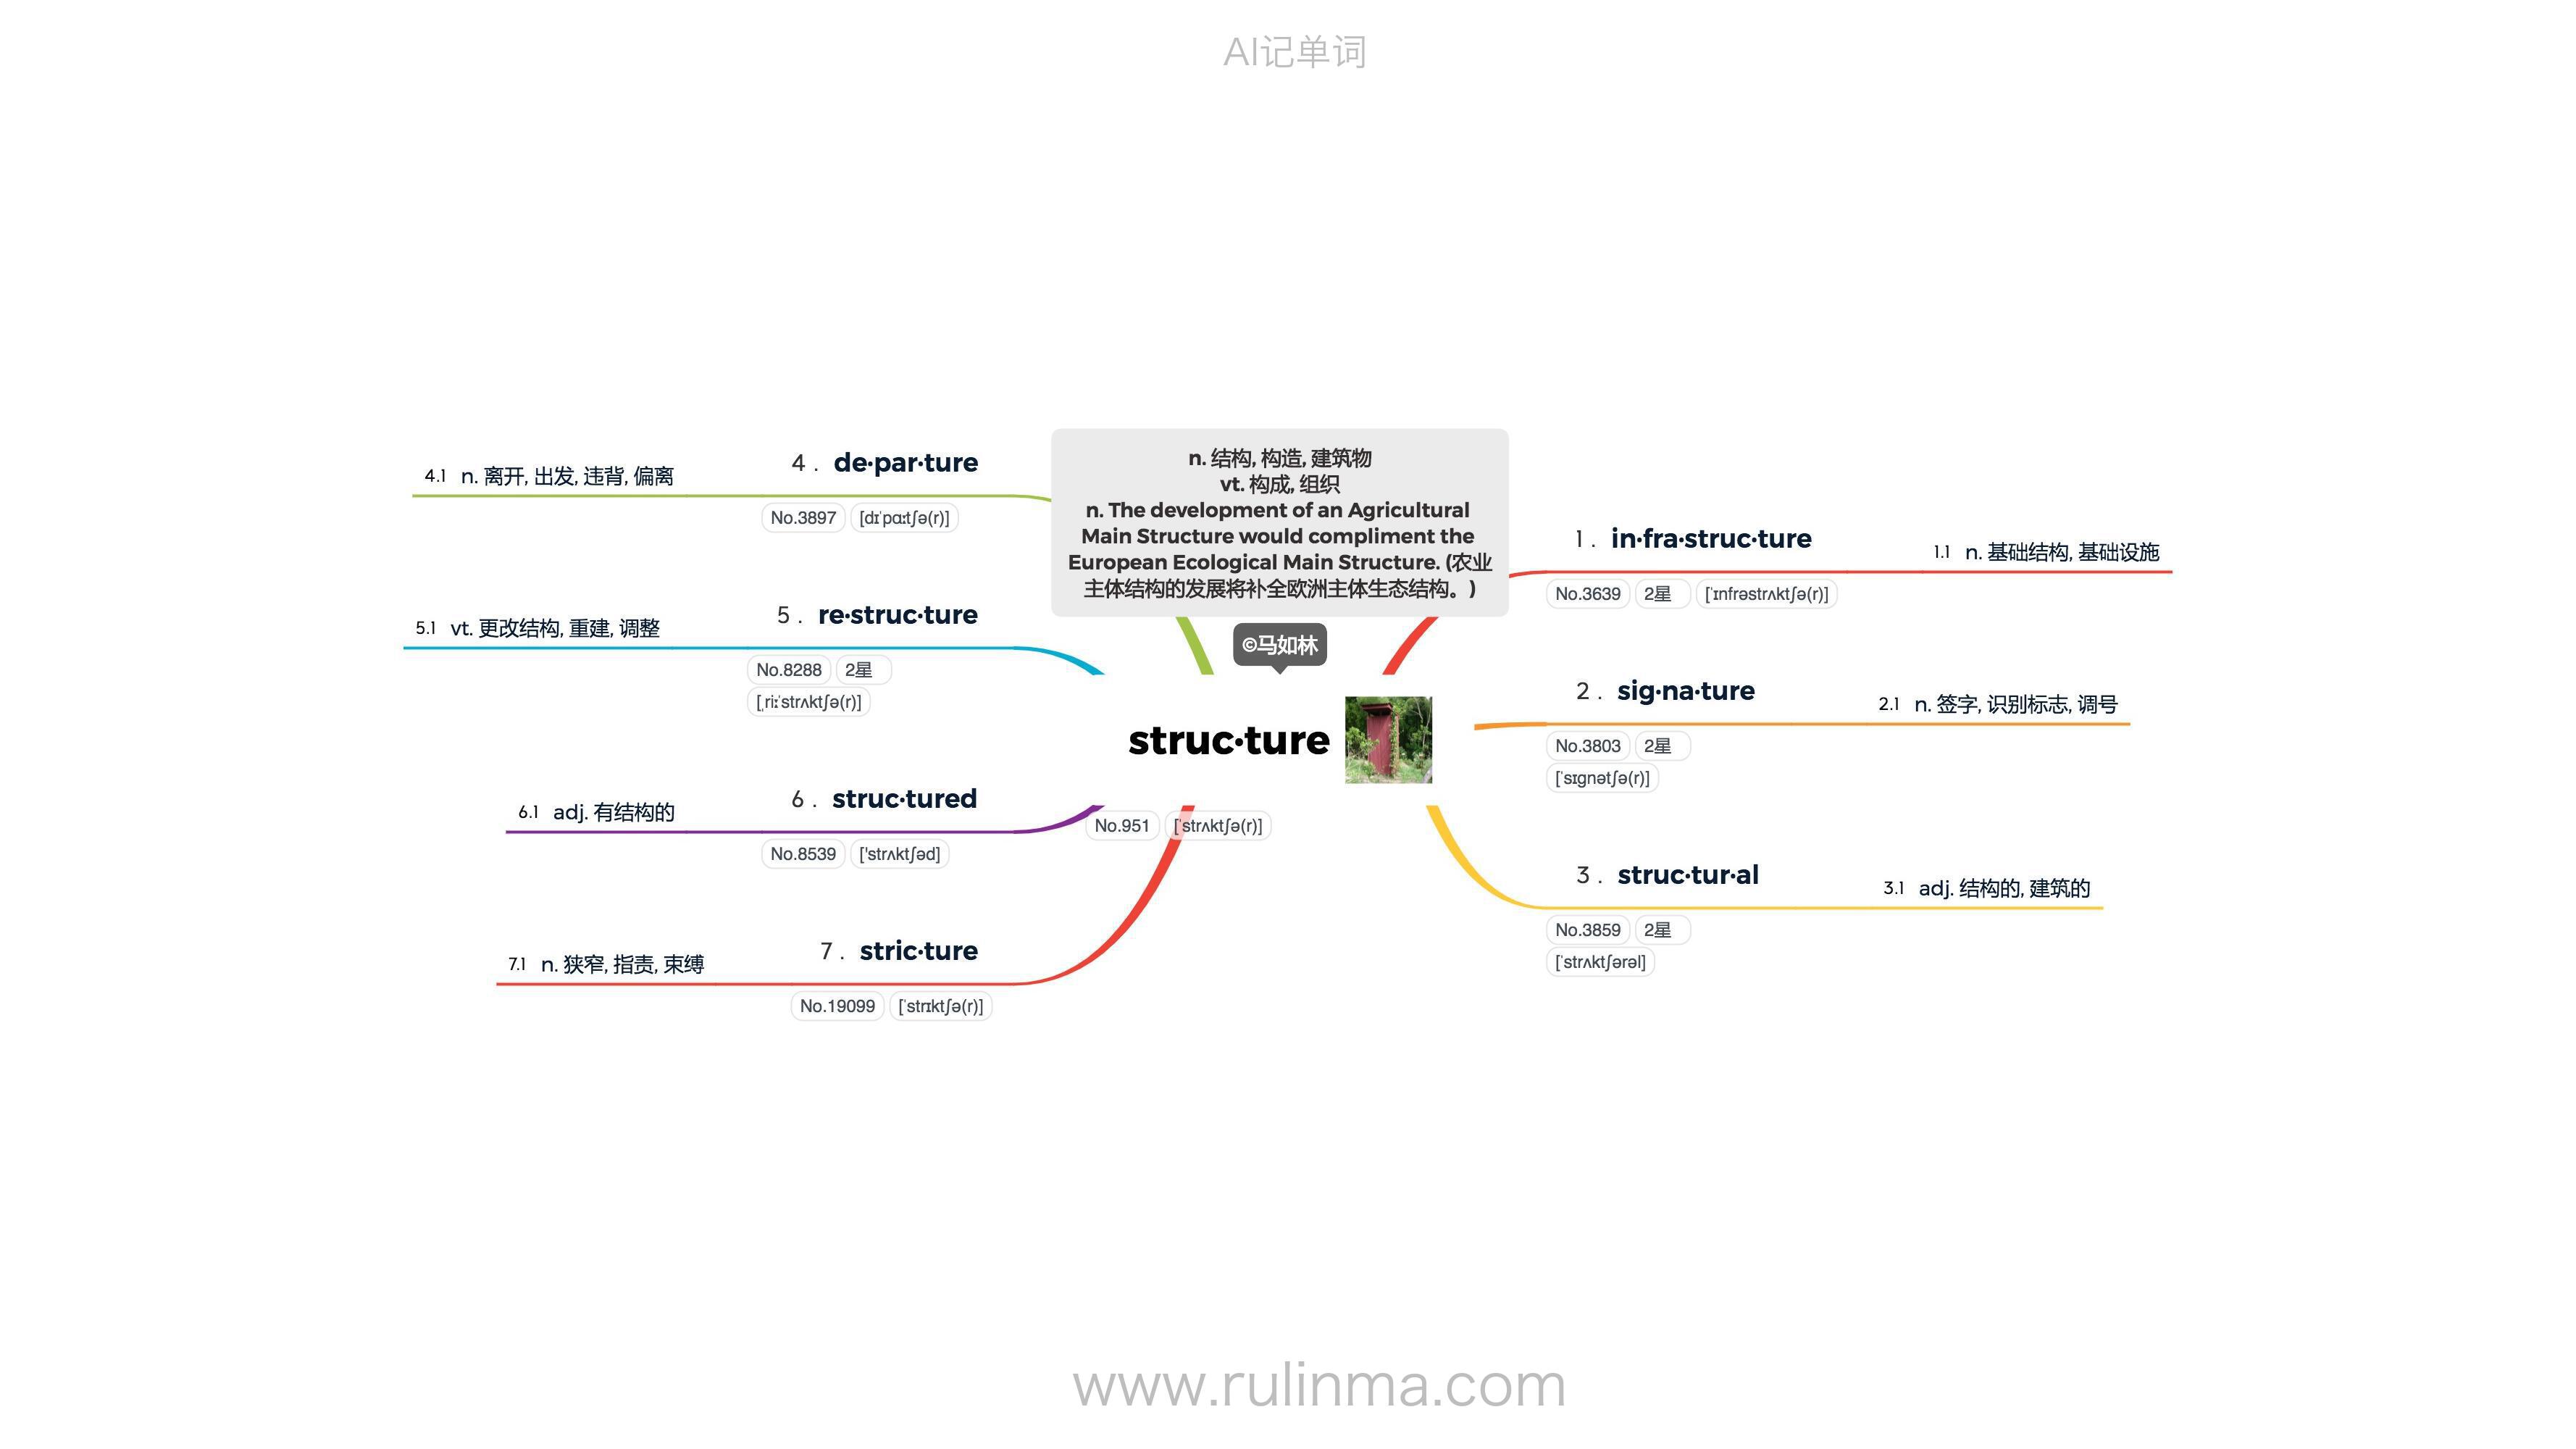 AI记单词
n. 结构, 构造, 建筑物
vt. 构成, 组织
n. The development of an Agricultural
Main Structure would compliment the
European Ecological Main Structure. (农业
主体结构的发展将补全欧洲主体生态结构。)
©马如林
struc·ture
No.951 [ˈstrʌktʃə(r)]
1 . in·fra·struc·ture
No.3639 2星 [ˈɪnfrəstrʌktʃə(r)]
1.1 n. 基础结构, 基础设施
2 . sig·na·ture
No.3803 2星
[ˈsɪɡnətʃə(r)]
2.1 n. 签字, 识别标志, 调号
3 . struc·tur·al
No.3859 2星
[ˈstrʌktʃərəl]
3.1 adj. 结构的, 建筑的
4 . de·par·ture
No.3897 [dɪˈpɑːtʃə(r)]
4.1 n. 离开, 出发, 违背, 偏离
5 . re·struc·ture
No.8288 2星
[ˌriːˈstrʌktʃə(r)]
5.1 vt. 更改结构, 重建, 调整
6 . struc·tured
No.8539 ['strʌktʃəd]
6.1 adj. 有结构的
7 . stric·ture
No.19099 [ˈstrɪktʃə(r)]
7.1 n. 狭窄, 指责, 束缚
www.rulinma.com